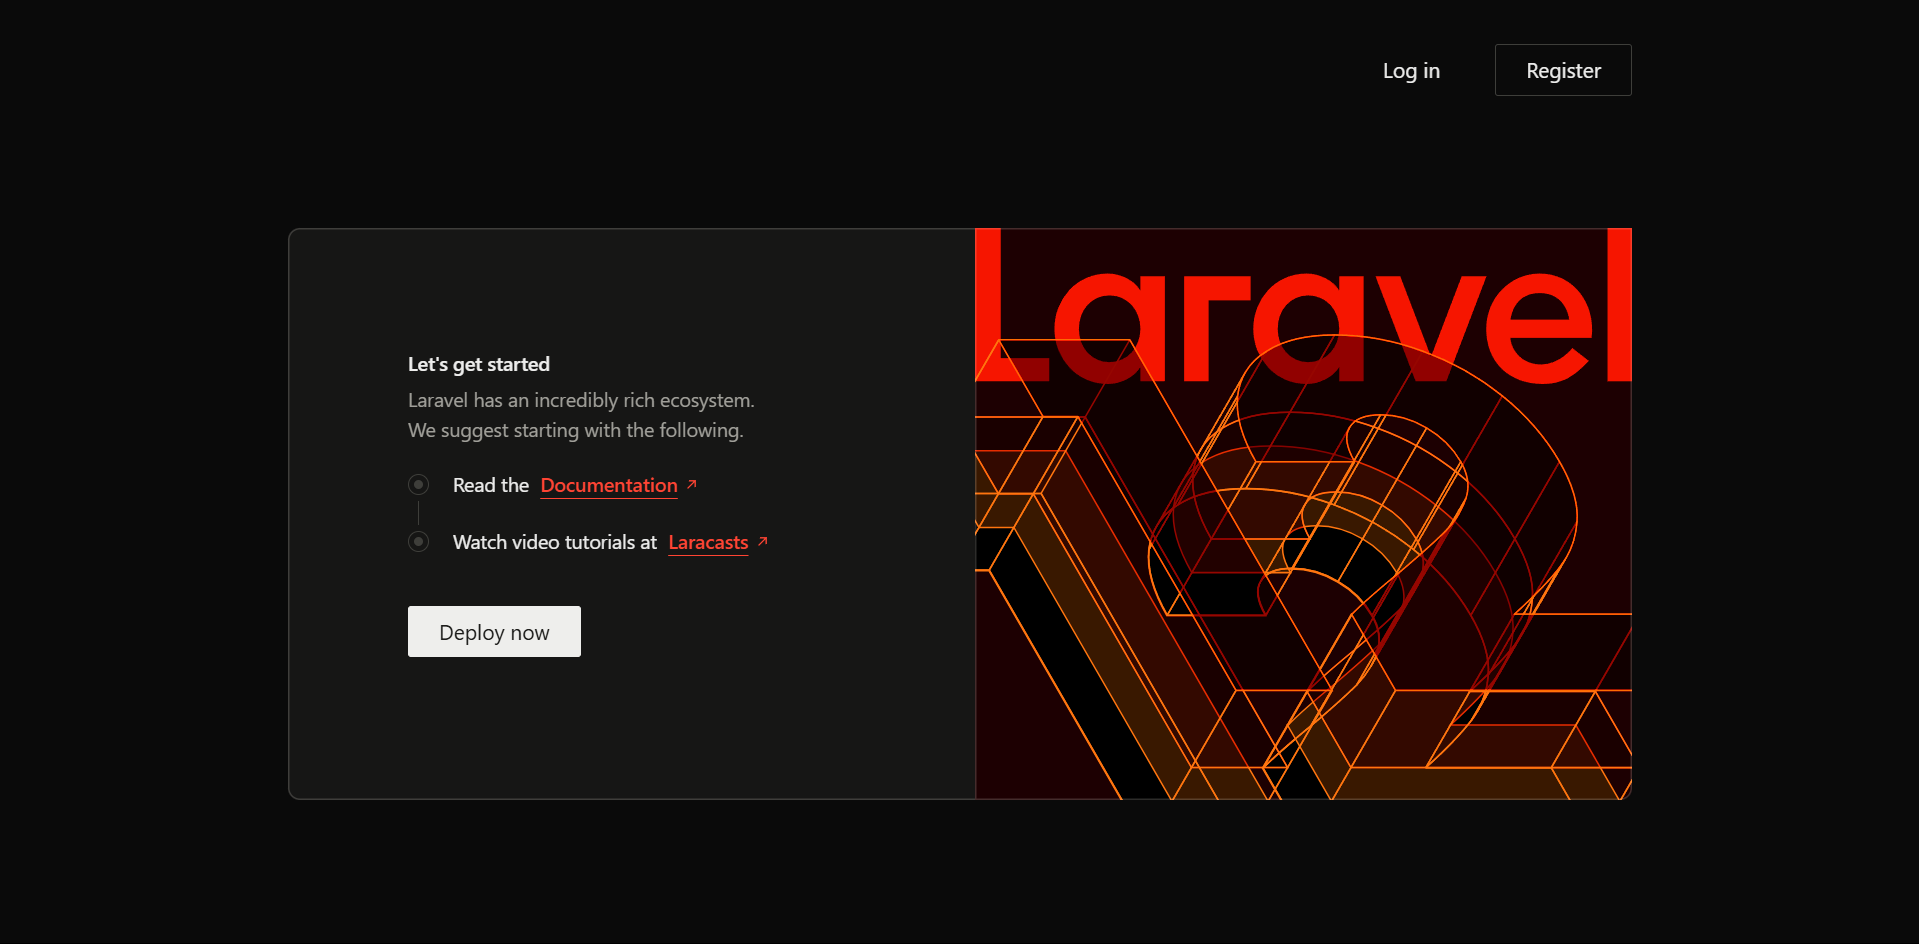 Log in
Register
Laravel
Let's get started
Laravel has an incredibly rich ecosystem.
We suggest starting with the following.
Read the Documentation
Watch video tutorials at Laracasts
Deploy now